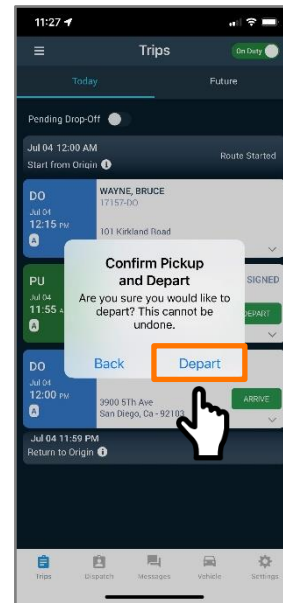 11:27
Trips
On Duty
Today
Future
Pending Drop-Off
Jul 04 12:00 AM
Start from Origin
Route Started
DO
Jul 04
12:15 PM
A
WAYNE, BRUCE
17157-DO
101 Kirkland Road
PU
Jul 04
11:55
A
SIGNED
DEPART
Confirm Pickup
and Depart
Are you sure you would like to
depart? This cannot be
undone.
Back
Depart
DO
Jul 04
12:00 PM
A
3900 5Th Ave
San Diego, Ca - 92103
ARRIVE
Jul 04 11:59 PM
Return to Origin
Trips
Dispatch
Messages
Vehicle
Settings